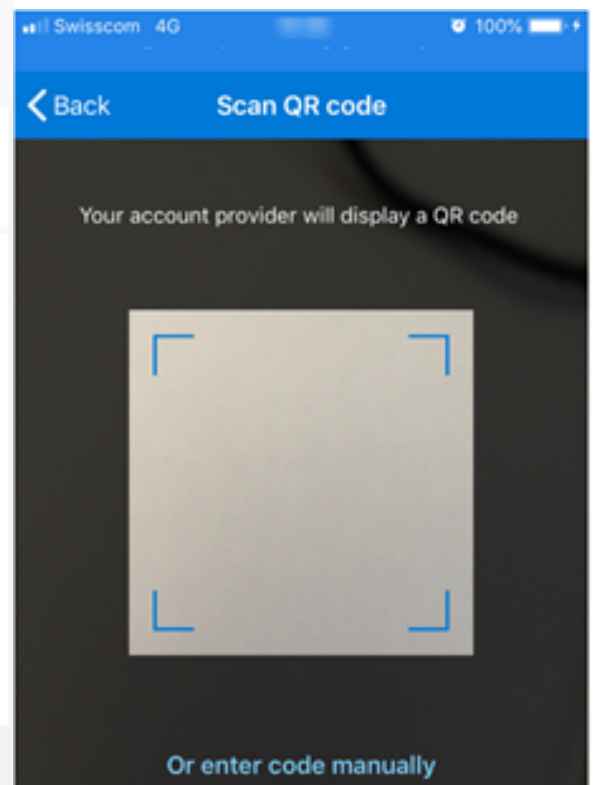 Swisscom 4G 100%
Back Scan QR code
Your account provider will display a QR code
Or enter code manually